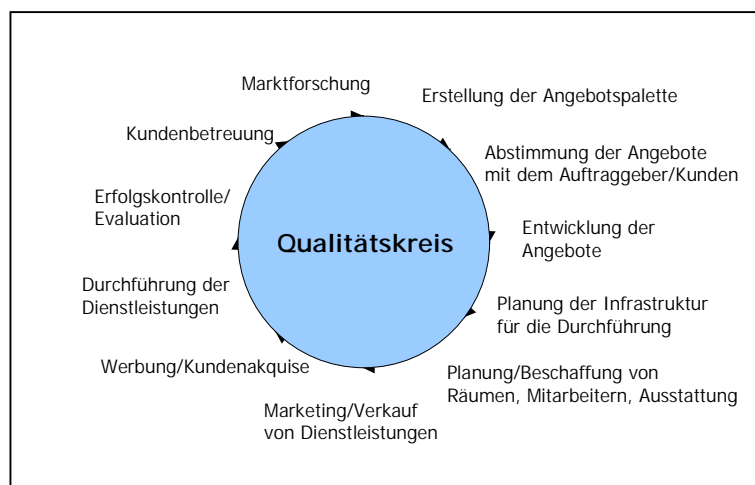 Marktforschung
Erstellung der Angebotspalette
Abstimmung der Angebote
mit dem Auftraggeber/Kunden
Entwicklung der
Angebote
Planung der Infrastruktur
für die Durchführung
Planung/Beschaffung von
Räumen, Mitarbeitern, Ausstattung
Marketing/Verkauf
von Dienstleistungen
Werbung/Kundenakquise
Durchführung der
Dienstleistungen
Erfolgskontrolle/
Evaluation
Kundenbetreuung
Qualitätskreis